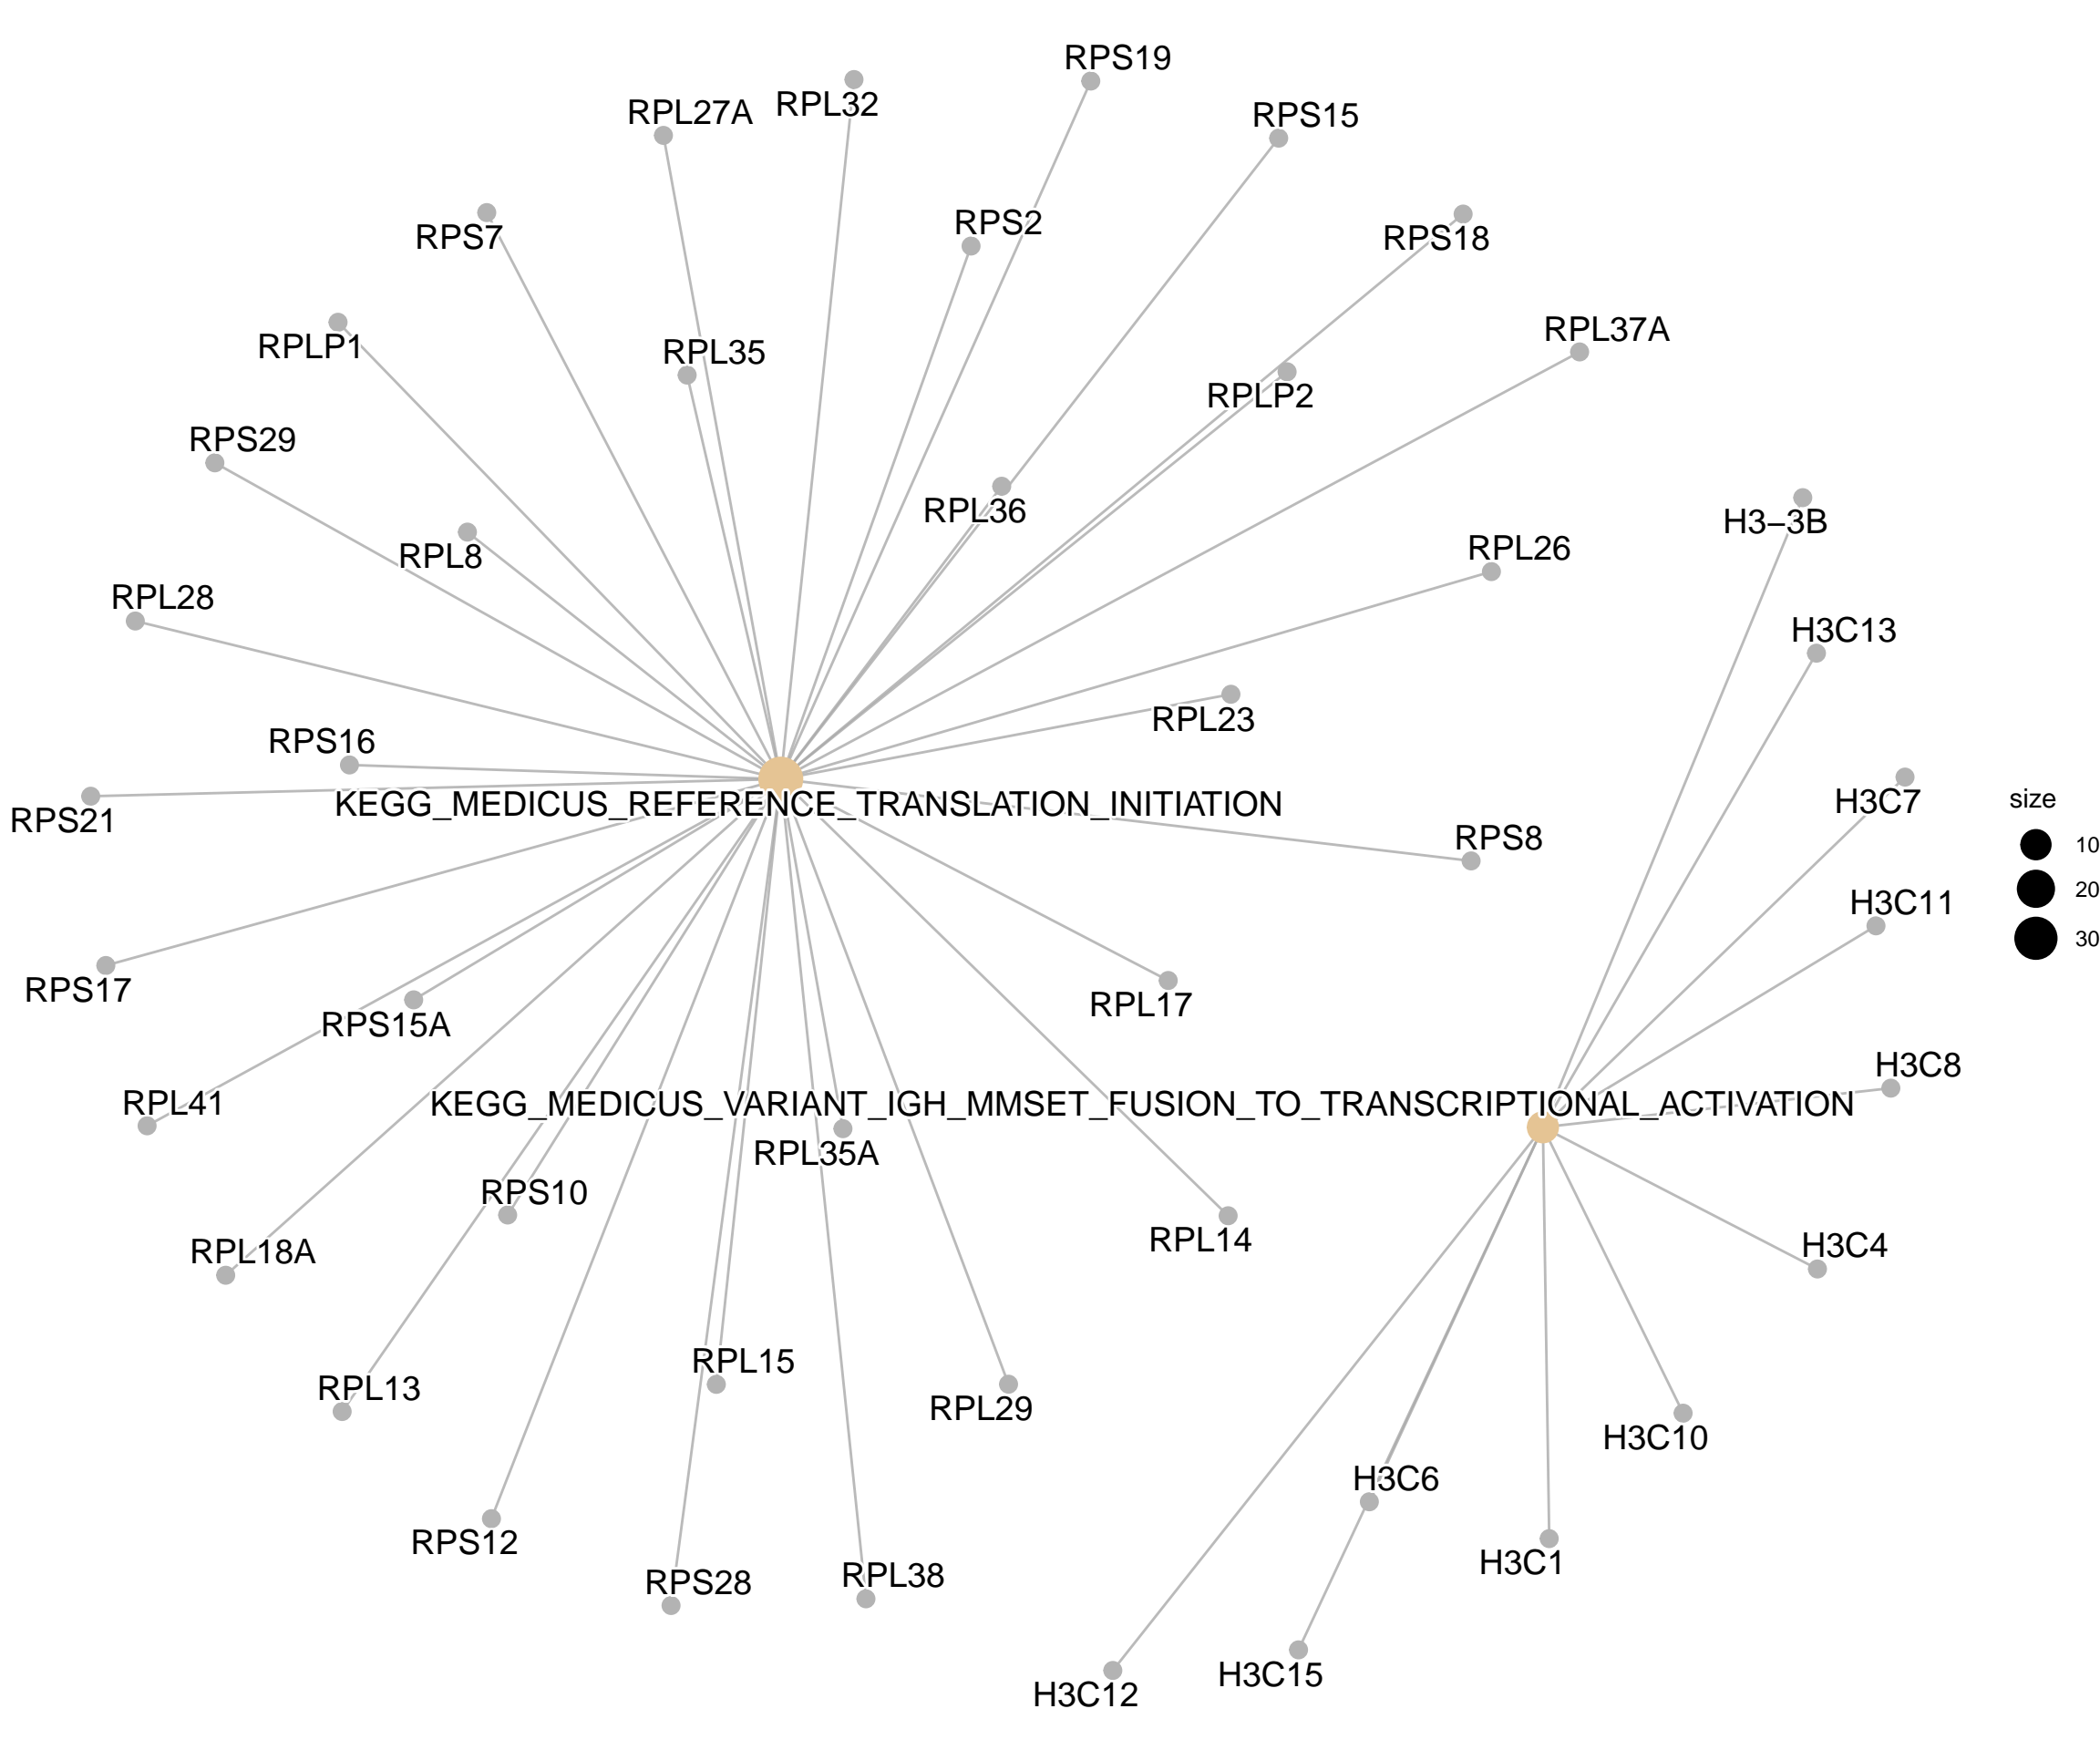 RPS19
RPL32
RPL27A
RPS15
RPS2
RPS7
RPS18
RPL37A
RPLP1
RPL35
RPLP2
RPS29
RPL36
H3–3B
RPL26
RPL8
RPL28
H3C13
RPL23
RPS16
size
H3C7
KEGG_MEDICUS_REFERENCE_TRANSLATION_INITIATION
RPS21
RPS8
10
20
H3C11
30
RPS17
RPL17
RPS15A
H3C8
RPL41
KEGG_MEDICUS_VARIANT_IGH_MMSET_FUSION_TO_TRANSCRIPTIONAL_ACTIVATION
RPL35A
RPS10
RPL14
H3C4
RPL18A
RPL15
RPL13
RPL29
H3C10
H3C6
RPS12
H3C1
RPL38
RPS28
H3C15
H3C12